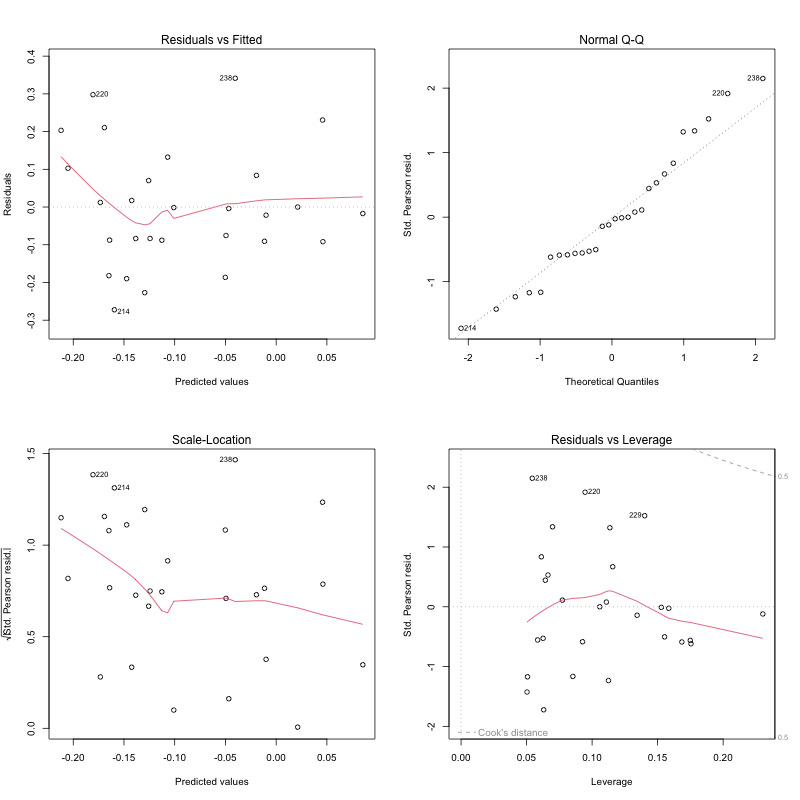 Residuals vs Fitted
Residuals
0.4
0.3
0.2
0.1
0.0
-0.1
-0.2
-0.3
238
220
214
-0.20 -0.15 -0.10 -0.05 0.00 0.05
Predicted values
Normal Q-Q
Std. Pearson resid.
2
1
0
-1
238
220
214
-2 -1 0 1 2
Theoretical Quantiles
Scale-Location
√|Std. Pearson resid.|
1.5
1.0
0.5
0.0
238
220
214
-0.20 -0.15 -0.10 -0.05 0.00 0.05
Predicted values
Residuals vs Leverage
Std. Pearson resid.
2
1
0
-1
-2
238
220
229
0.5
0.5
Cook's distance
0.00 0.05 0.10 0.15 0.20
Leverage